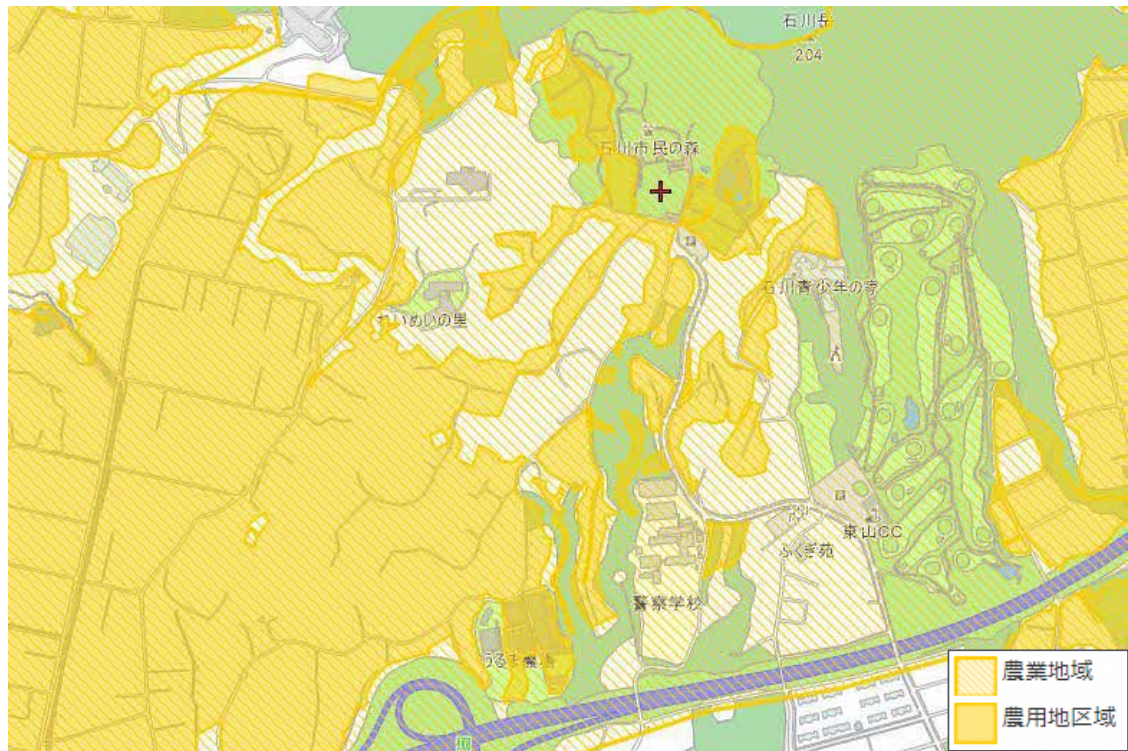 石川岳
204
石川市民の森
石川青少年の家
れいめいの里
東山CC
ふくぎ苑
警察学校
うるま農場
農業地域
農用地区域